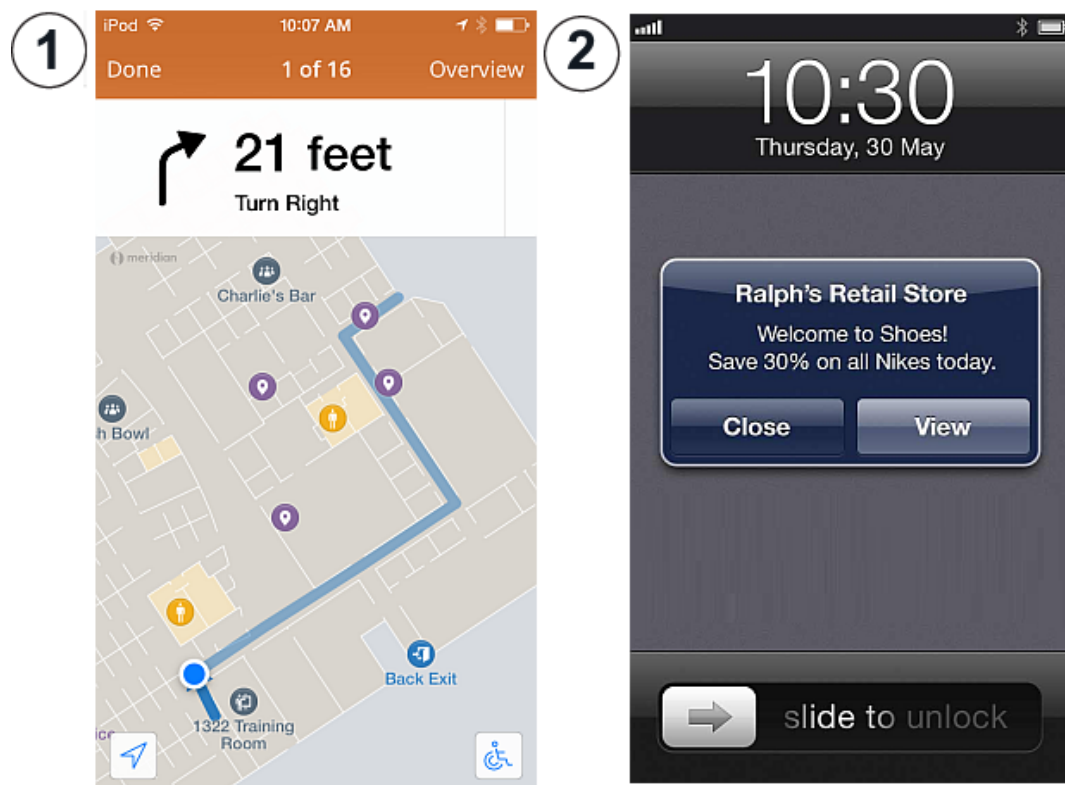 1
iPod
10:07 AM
Done
1 of 16
Overview
21 feet
Turn Right
meridian
Charlie's Bar
h Bowl
Back Exit
1322 Training
Room
ice
2
10:30
Thursday, 30 May
Ralph's Retail Store
Welcome to Shoes!
Save 30% on all Nikes today.
Close
View
slide to unlock